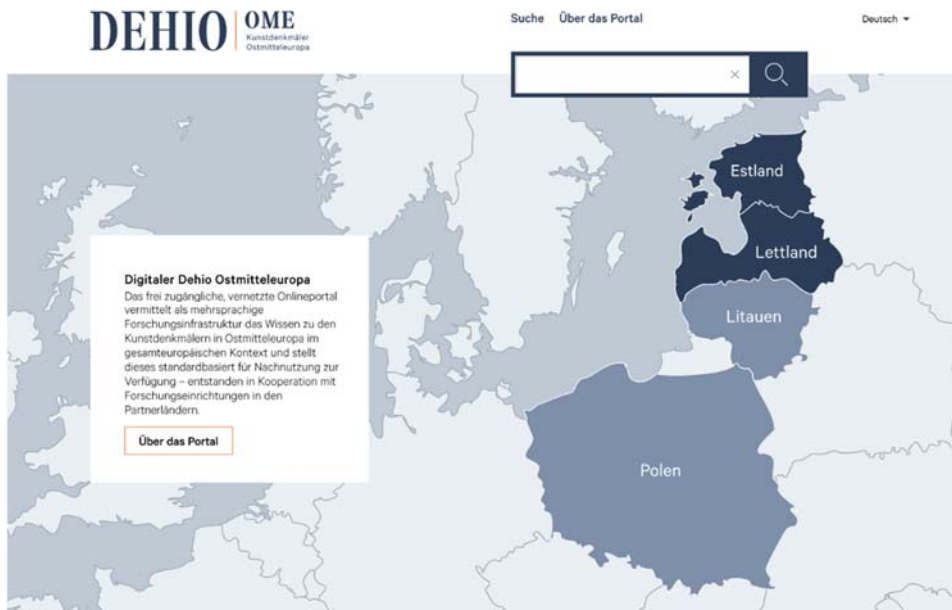 DEHIO OME
Kunstdenkmäler
Ostmitteleuropa
Suche Über das Portal
Deutsch
Estland
Lettland
Litauen
Polen
Digitaler Dehio Ostmitteleuropa
Das frei zugängliche, vernetzte Onlineportal
vermittelt als mehrsprachige
Forschungsinfrastruktur das Wissen zu den
Kunstdenkmälern in Ostmitteleuropa im
gesamteuropäischen Kontext und stellt
dieses standardbasiert für Nachnutzung zur
Verfügung – entstanden in Kooperation mit
Forschungseinrichtungen in den
Partnerländern.
Über das Portal